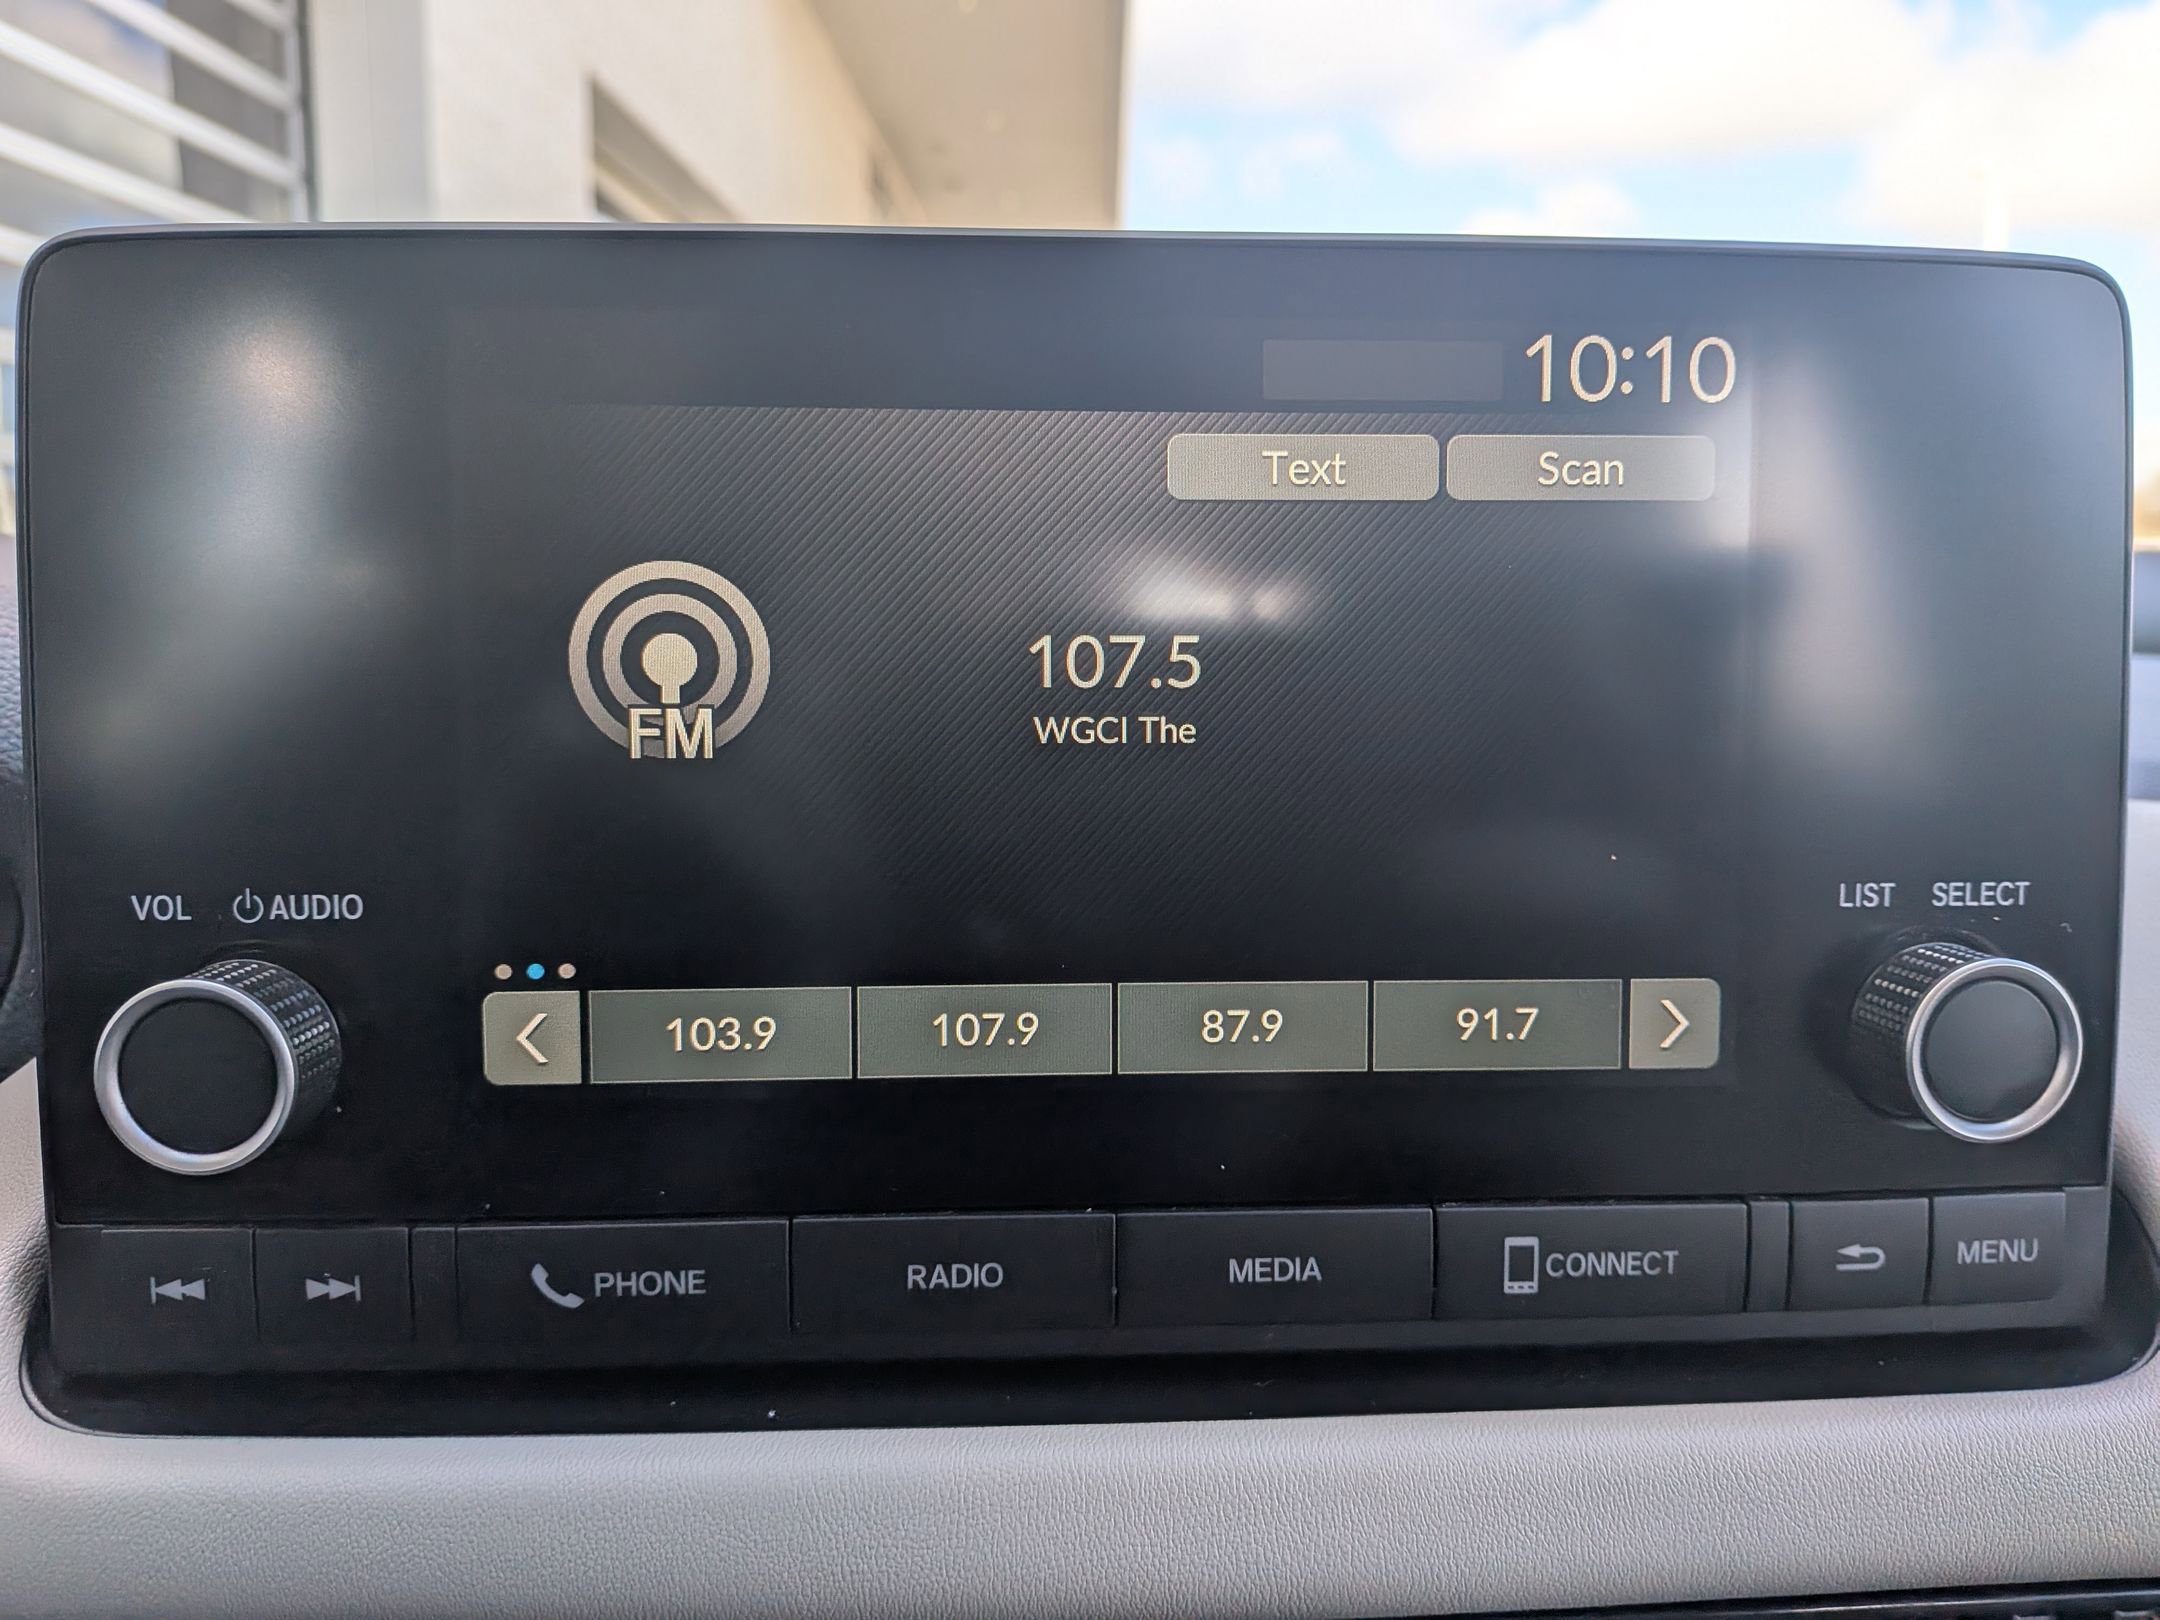 10:10
Text Scan
FM
107.5
WGCI The
VOL AUDIO
LIST SELECT
103.9 107.9 87.9 91.7
PHONE RADIO MEDIA CONNECT MENU